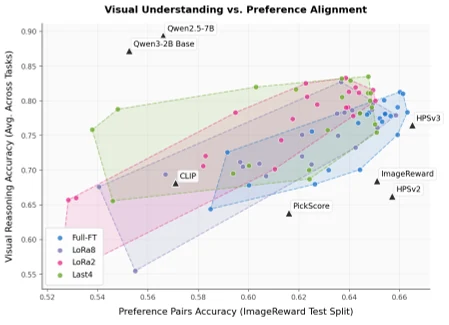 Visual Understanding vs. Preference Alignment
Qwen2.5-7B
Qwen3-2B Base
HPSv3
CLIP
ImageReward
HPSv2
PickScore
Full-FT
LoRA8
LoRA2
Last4
0.90
0.85
0.80
0.75
0.70
0.65
0.60
0.55
Visual Reasoning Accuracy (Avg. Across Tasks)
0.52 0.54 0.56 0.58 0.60 0.62 0.64 0.66
Preference Pairs Accuracy (ImageReward Test Split)